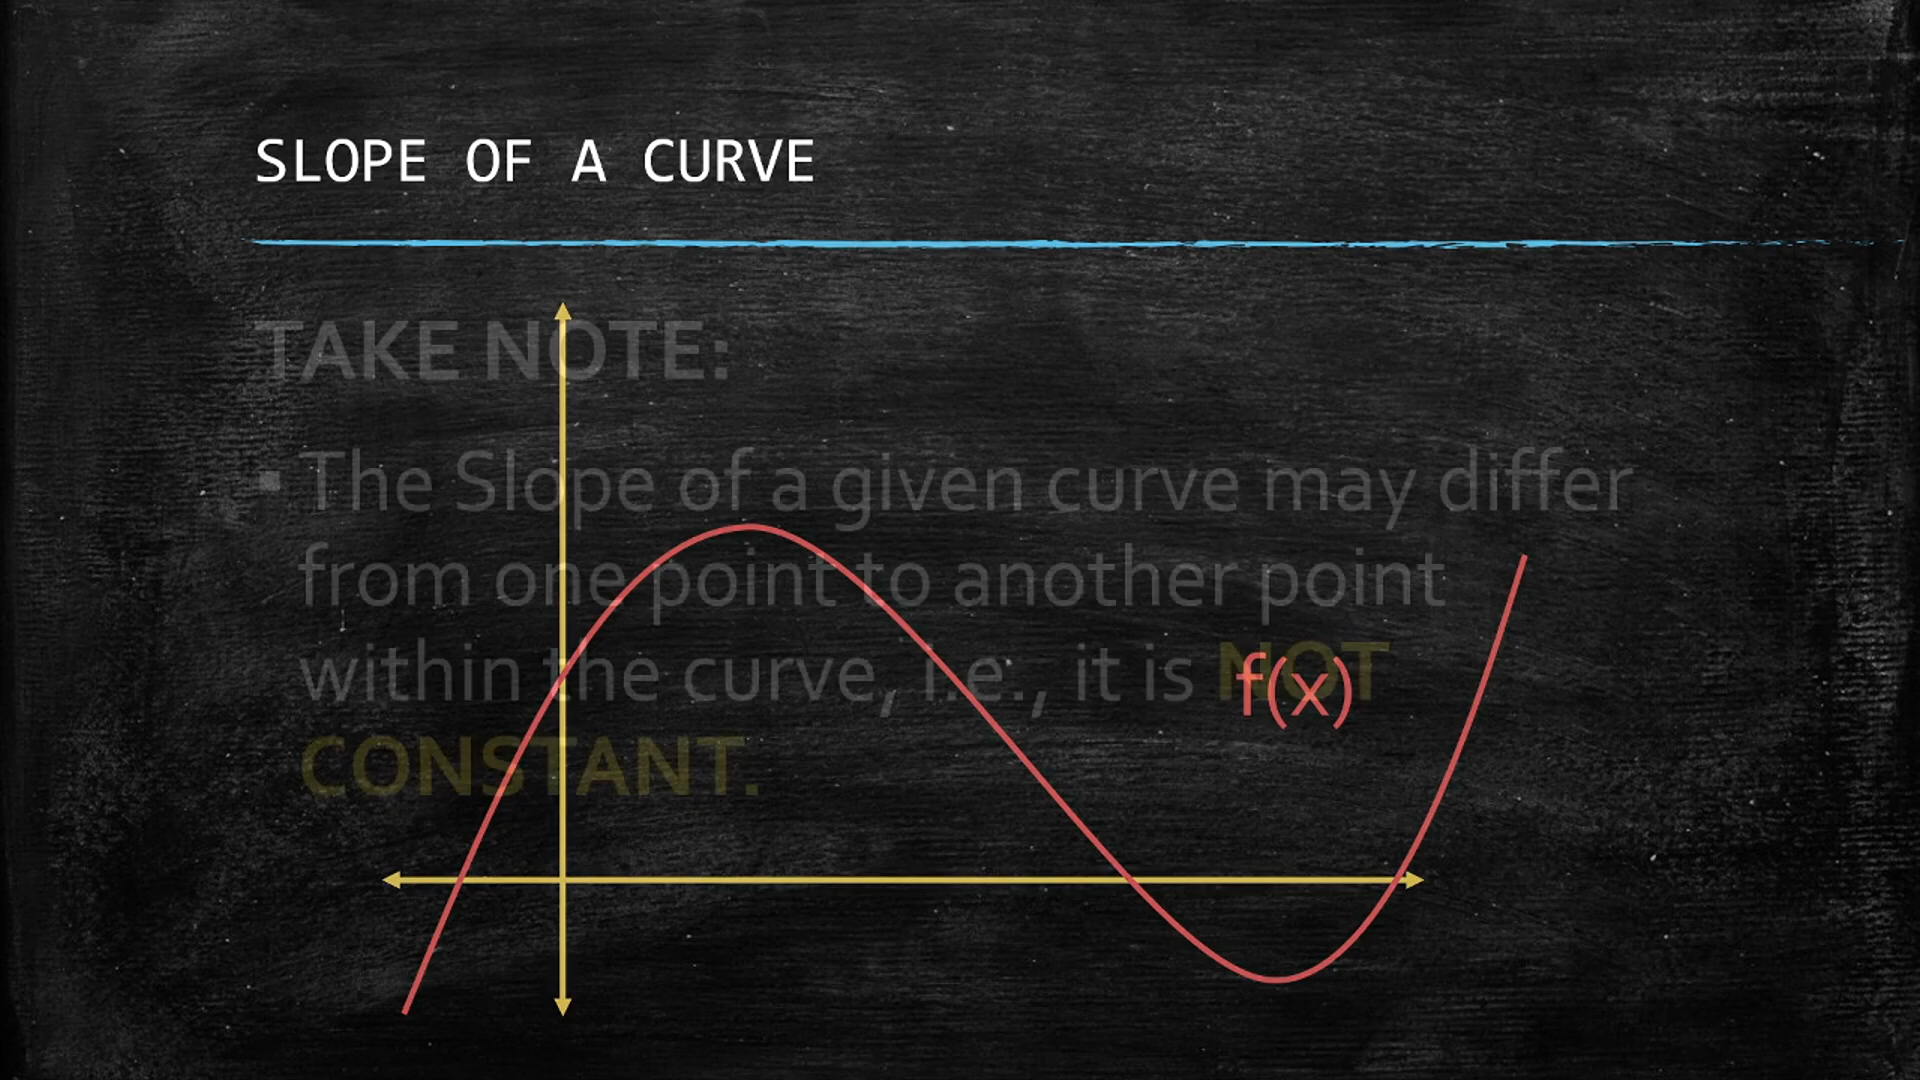 SLOPE OF A CURVE
TAKE NOTE:
▪ The Slope of a given curve may differ
from one point to another point
within the curve, i.e., it is NOT
f(x)
CONSTANT.